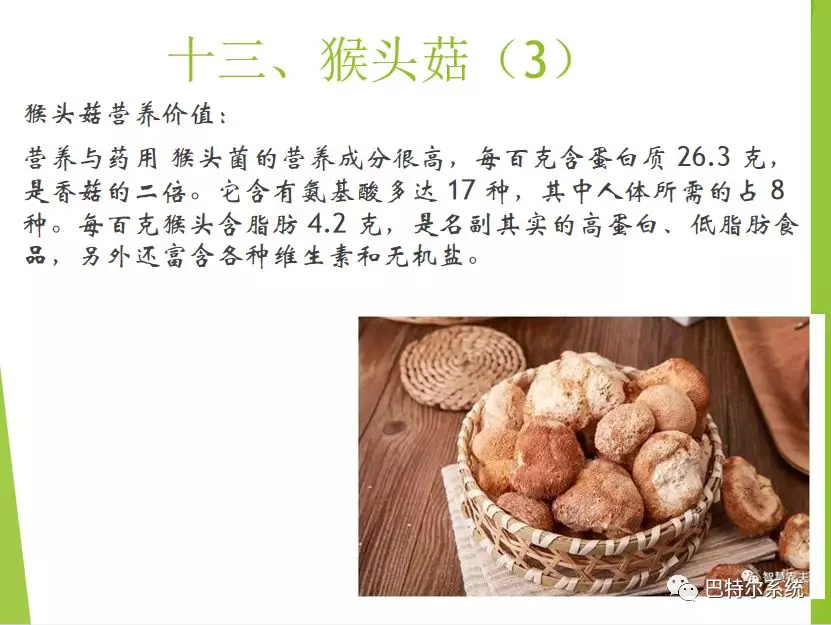 十三、猴头菇（3）
猴头菇营养价值：
营养与药用 猴头菌的营养成分很高，每百克含蛋白质 26.3 克，
是香菇的二倍。它含有氨基酸多达 17 种，其中人体所需的占 8
种。每百克猴头含脂肪 4.2 克，是名副其实的高蛋白、低脂肪食
品，另外还富含各种维生素和无机盐。
智慧农夫
巴特尔系统